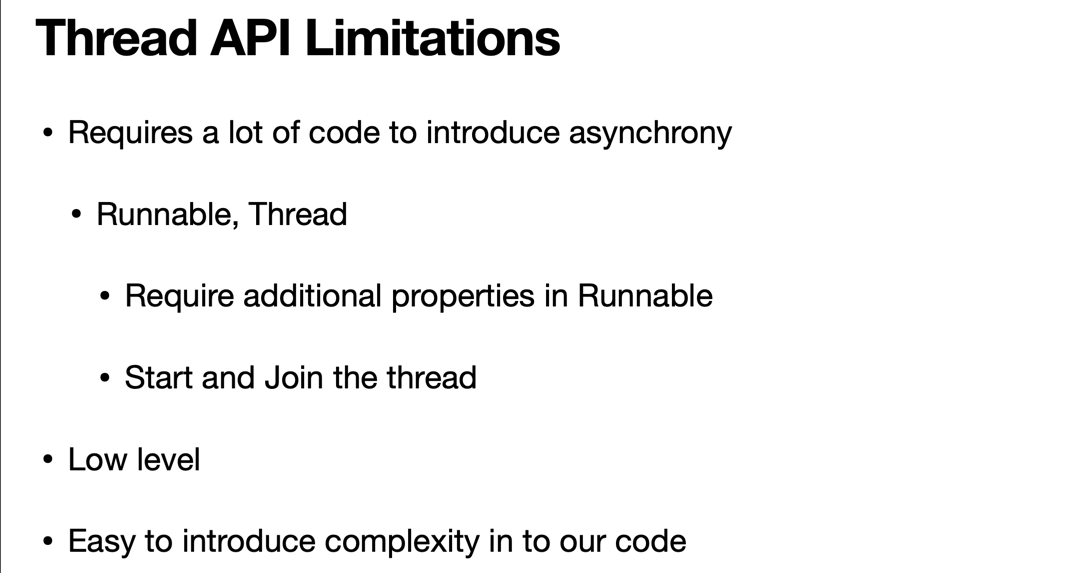 Thread API Limitations
• Requires a lot of code to introduce asynchrony
• Runnable, Thread
• Require additional properties in Runnable
• Start and Join the thread
• Low level
• Easy to introduce complexity in to our code